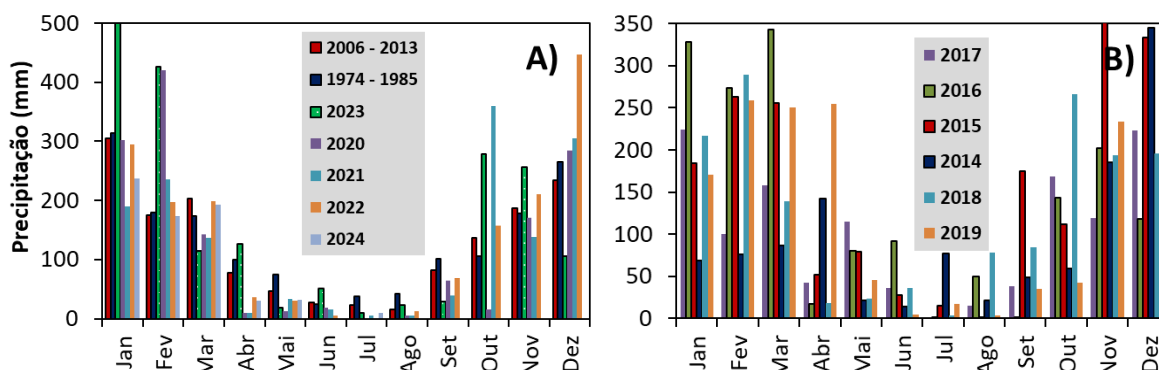 Precipitação (mm)
500
400
300
200
100
0
A)
2006 - 2013
1974 - 1985
2023
2020
2021
2022
2024
Jan
Fev
Mar
Abr
Mai
Jun
Jul
Ago
Set
Out
Nov
Dez
350
300
250
200
150
100
50
0
B)
2017
2016
2015
2014
2018
2019
Jan
Fev
Mar
Abr
Mai
Jun
Jul
Ago
Set
Out
Nov
Dez